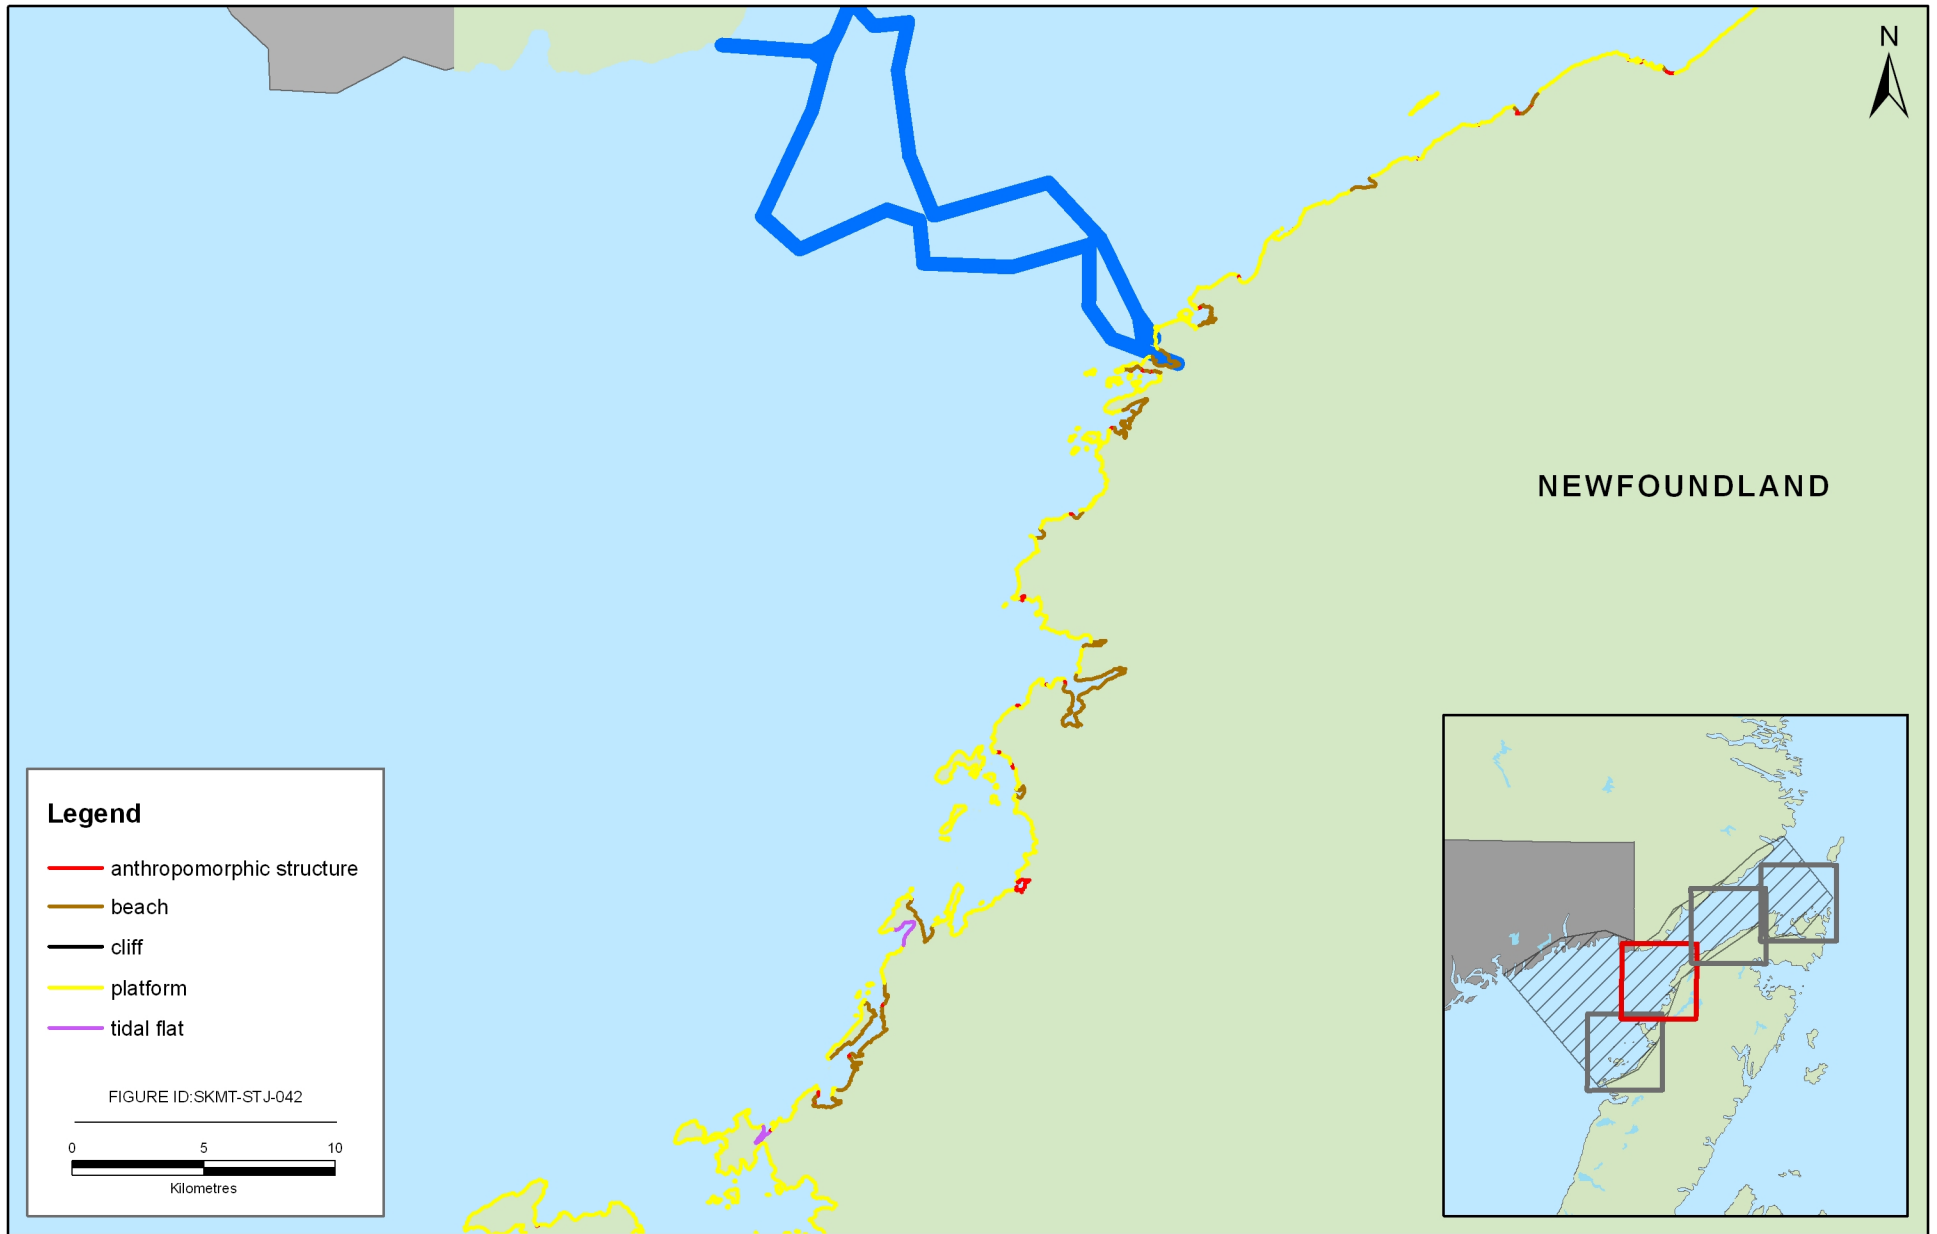 N
NEWFOUNDLAND
Legend
anthropomorphic structure
beach
cliff
platform
tidal flat
FIGURE ID:SKMT-STJ-042
0 5 10
Kilometres